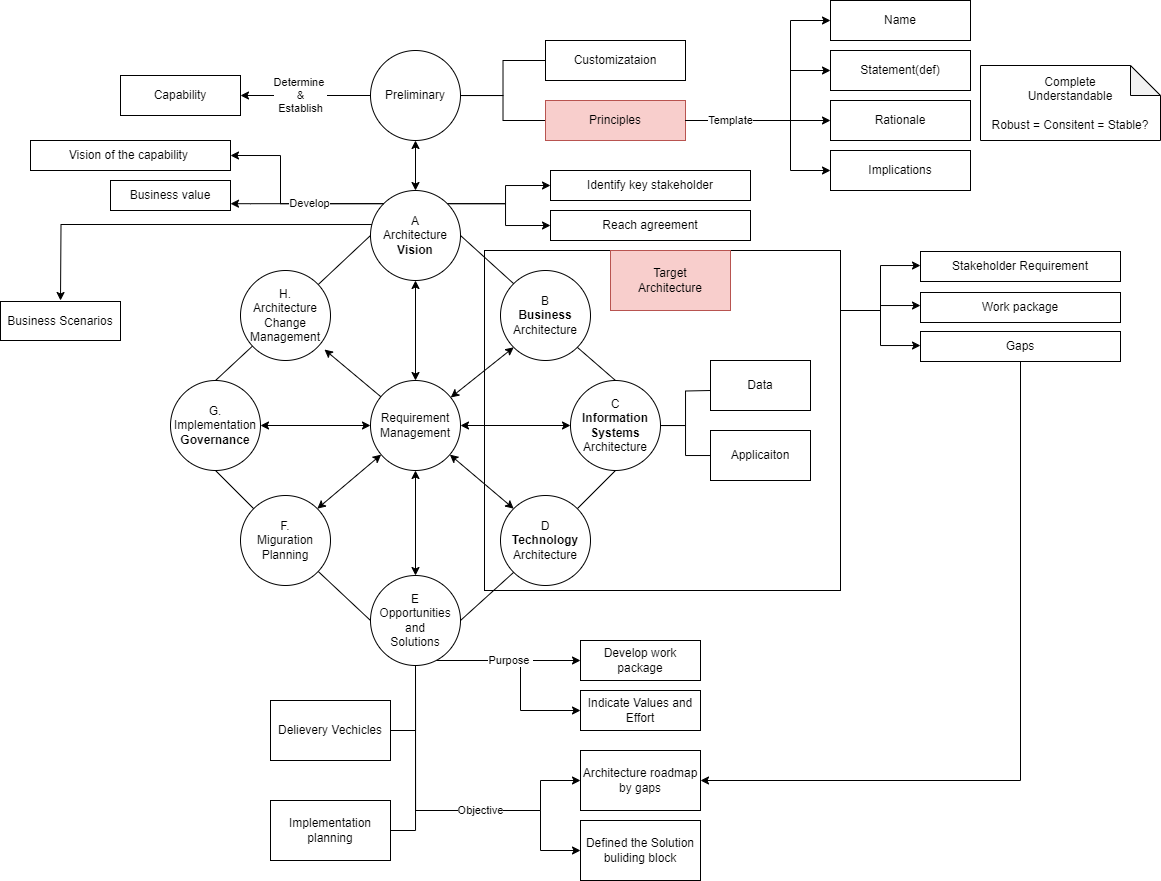 Name
Customizataion
Statement(def)
Complete
Understandable
Robust = Consitent = Stable?
Determine
&
Establish
Capability
Preliminary
Principles
Template
Rationale
Implications
Vision of the capability
Business value
Develop
Identify key stakeholder
Reach agreement
A
Architecture
Vision
Target
Architecture
Stakeholder Requirement
Work package
Gaps
Business Scenarios
H.
Architecture
Change
Management
B
Business
Architecture
Data
Applicaiton
G.
Implementation
Governance
Requirement
Management
C
Information
Systems
Architecture
F.
Miguration
Planning
D
Technology
Architecture
E
Opportunities
and
Solutions
Purpose
Develop work
package
Indicate Values and
Effort
Delievery Vechicles
Architecture roadmap
by gaps
Objective
Implementation
planning
Defined the Solution
buliding block